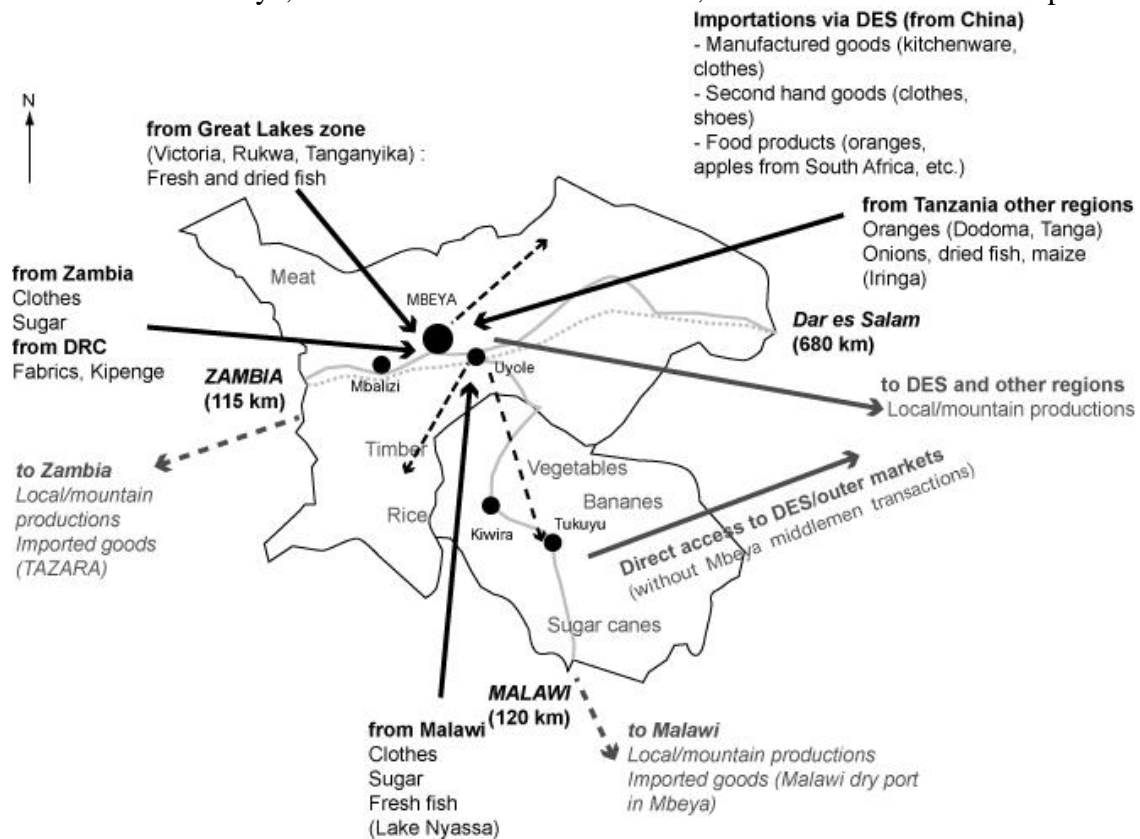 Importations via DES (from China)
- Manufactured goods (kitchenware,
clothes)
- Second hand goods (clothes,
shoes)
- Food products (oranges,
apples from South Africa, etc.)
N
from Great Lakes zone
(Victoria, Rukwa, Tanganyika) :
Fresh and dried fish
from Tanzania other regions
Oranges (Dodoma, Tanga)
Onions, dried fish, maize
(Iringa)
from Zambia
Clothes
Sugar
from DRC
Fabrics, Kipenge
Meat
MBEYA
Mbalizi
Uyole
Dar es Salam
(680 km)
ZAMBIA
(115 km)
to DES and other regions
Local/mountain productions
to Zambia
Local/mountain
productions
Imported goods
(TAZARA)
Timber
Rice
Vegetables
Bananes
Kiwira
Tukuyu
Sugar canes
Direct access to DES/outer markets
(without Mbeya middlemen transactions)
MALAWI
(120 km)
from Malawi
Clothes
Sugar
Fresh fish
(Lake Nyassa)
to Malawi
Local/mountain productions
Imported goods (Malawi dry port
in Mbeya)